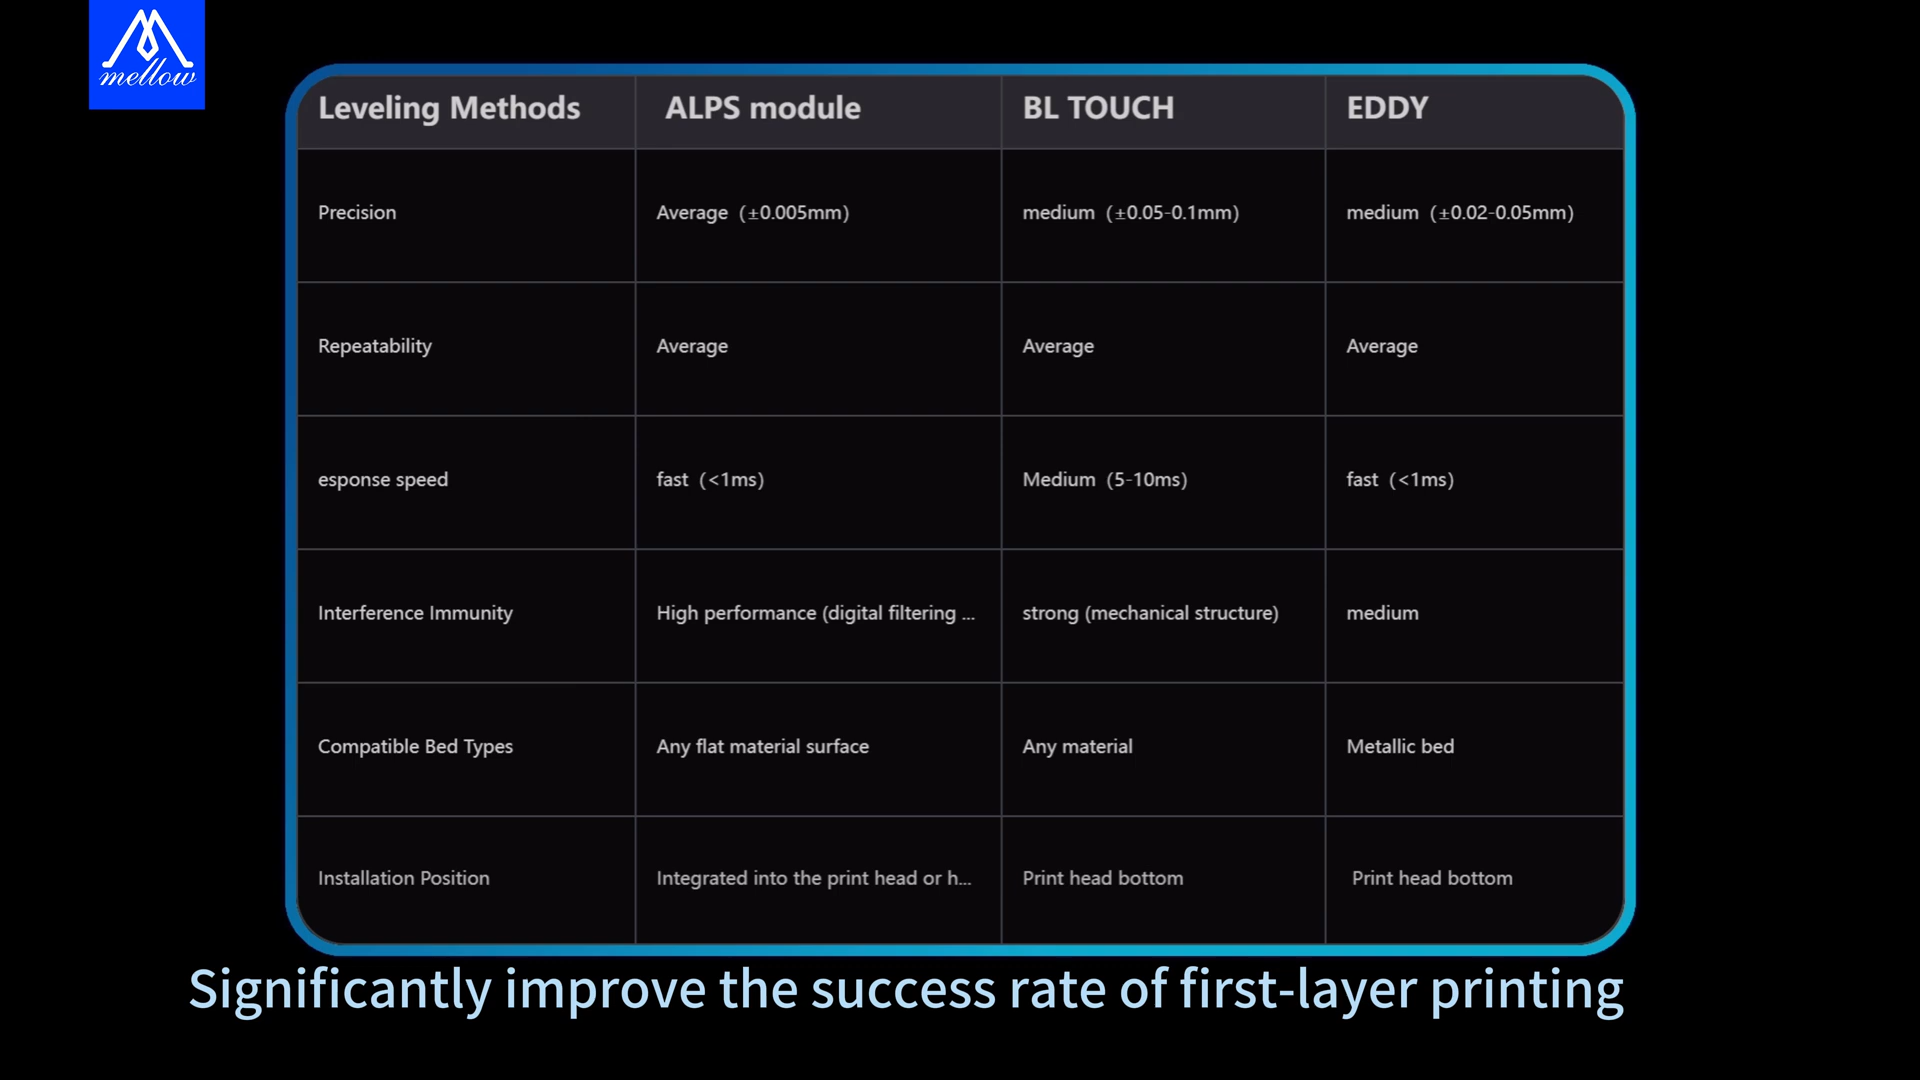 mellow
Leveling Methods ALPS module BL TOUCH EDDY
Precision Average (±0.005mm) medium (±0.05-0.1mm) medium (±0.02-0.05mm)
Repeatability Average Average Average
esponse speed fast (<1ms) Medium (5-10ms) fast (<1ms)
Interference Immunity High performance (digital filtering ... strong (mechanical structure) medium
Compatible Bed Types Any flat material surface Any material Metallic bed
Installation Position Integrated into the print head or h... Print head bottom Print head bottom
Significantly improve the success rate of first-layer printing